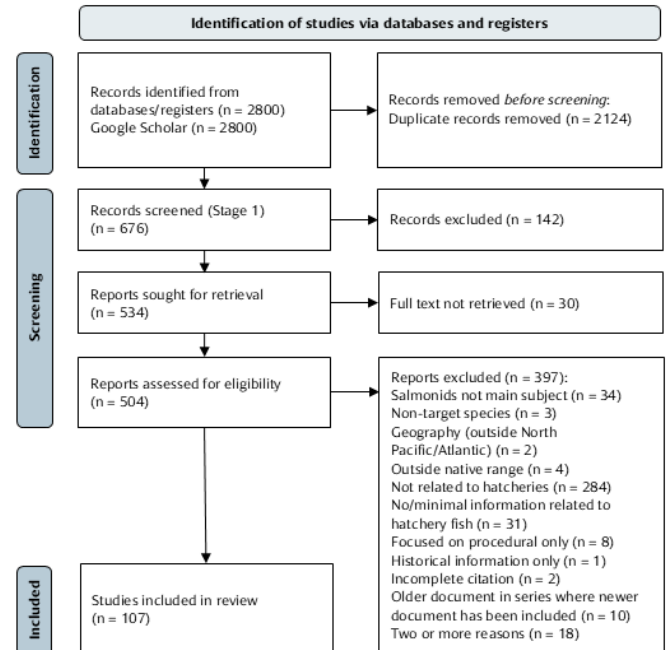 Identification of studies via databases and registers
Identification
Records identified from
databases/registers (n = 2800)
Google Scholar (n = 2800)
Records removed before screening:
Duplicate records removed (n = 2124)
Screening
Records screened (Stage 1)
(n = 676)
Records excluded (n = 142)
Reports sought for retrieval
(n = 534)
Full text not retrieved (n = 30)
Reports assessed for eligibility
(n = 504)
Reports excluded (n = 397):
Salmonids not main subject (n = 34)
Non-target species (n = 3)
Geography (outside North
Pacific/Atlantic) (n = 2)
Outside native range (n = 4)
Not related to hatcheries (n = 284)
No/minimal information related to
hatchery fish (n = 31)
Focused on procedural only (n = 8)
Historical information only (n = 1)
Incomplete citation (n = 2)
Older document in series where newer
document has been included (n = 10)
Two or more reasons (n = 18)
Included
Studies included in review
(n = 107)